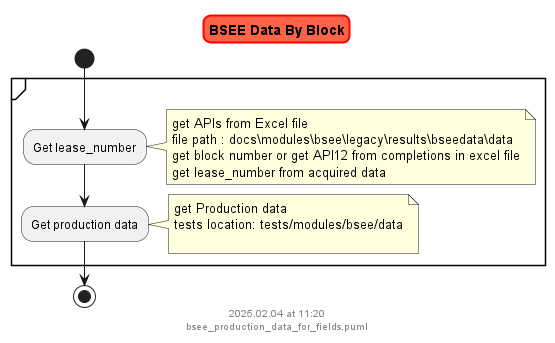 BSEE Data By Block
Get lease_number
get APIs from Excel file
file path : docs\modules\bsee\legacy\results\bseedata\data
get block number or get API12 from completions in excel file
get lease_number from acquired data
Get production data
get Production data
tests location: tests/modules/bsee/data
2025.02.04 at 11:20
bsee_production_data_for_fields.puml